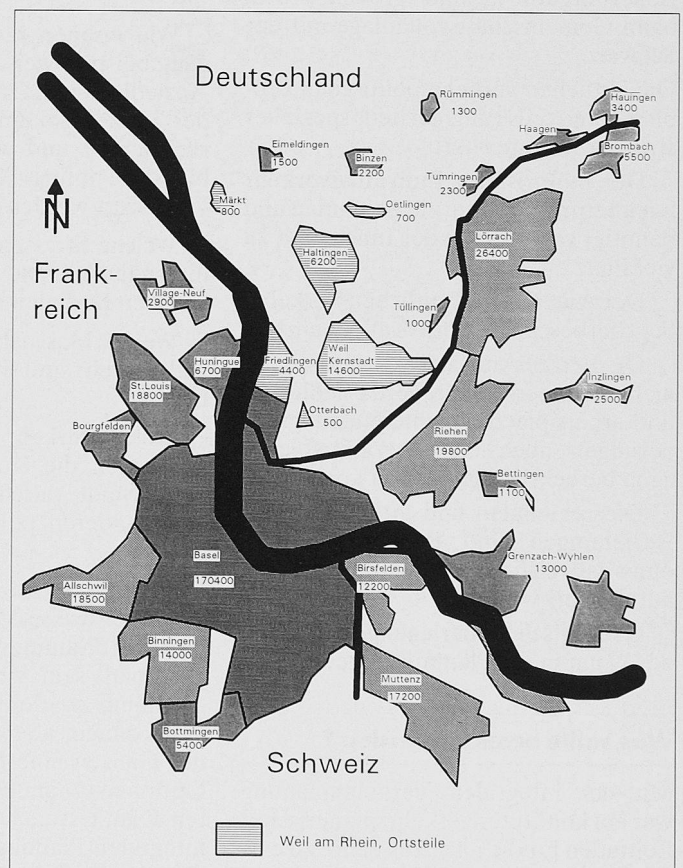 Deutschland
Rümmingen
1300
Hauingen
3400
Haagen
Brombach
5500
Eimeldingen
1500
Binzen
2200
Tumringen
2300
Märkt
800
Oetlingen
700
N
Haltingen
6200
Lörrach
26400
Frank-
reich
Village-Neuf
2900
Tüllingen
1000
Huningue
6700
Friedlingen
4400
Weil
Kernstadt
14600
St.Louis
18800
Inzlingen
2500
Otterbach
500
Bourgfelden
Riehen
19800
Bettingen
1100
Basel
170400
Birsfelden
12200
Grenzach-Wyhlen
13000
Allschwil
18500
Binningen
14000
Muttenz
17200
Bottmingen
5400
Schweiz
Weil am Rhein, Ortsteile